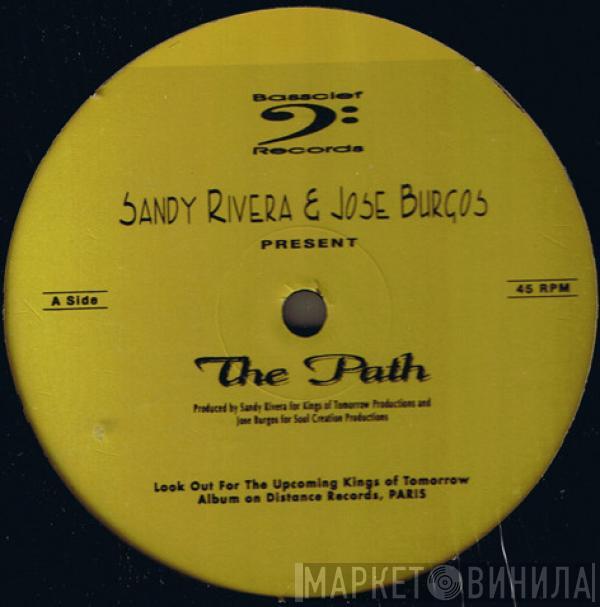 Bassclef
Records
SANDY RIVERA & JOSE BURGOS
PRESENT
A Side
45 RPM
The Path
Produced by Sandy Rivera for Kings of Tomorrow Productions and
Jose Burgos for Soul Creation Productions
Look Out For The Upcoming Kings of Tomorrow
Album on Distance Records, PARIS
МАРКЕТ ВИНИЛА